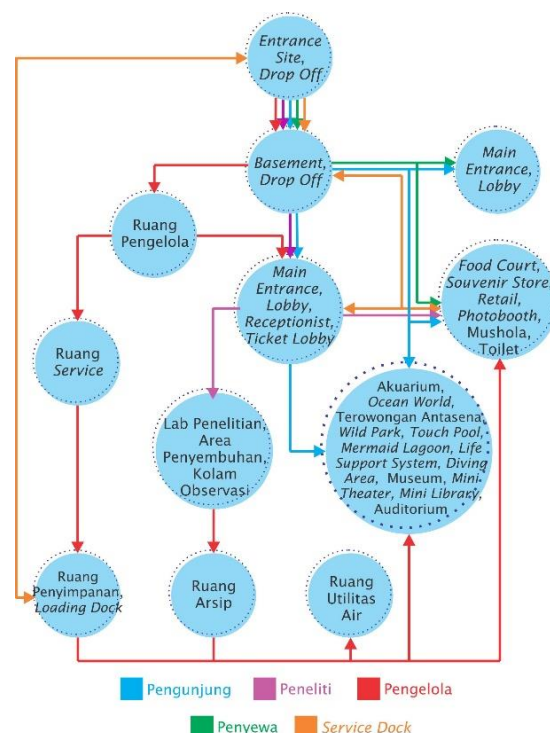 Entrance
Site,
Drop Off
Basement,
Drop Off
Main
Entrance,
Lobby
Ruang
Pengelola
Main
Entrance,
Lobby,
Receptionist,
Ticket Lobby
Food Court,
Souvenir Store
Retail,
Photobooth,
Mushola,
Toilet
Ruang
Service
Lab Penelitian,
Area
Penyembuhan,
Kolam
Observasi
Akuarium,
Ocean World,
Terowongan Antasena,
Wild Park, Touch Pool,
Mermaid Lagoon, Life
Support System, Diving
Area, Museum, Mini
Theater, Mini Library,
Auditorium
Ruang
Penyimpanan,
Loading Dock
Ruang
Arsip
Ruang
Utilitas
Air
Pengunjung
Peneliti
Pengelola
Penyewa
Service Dock